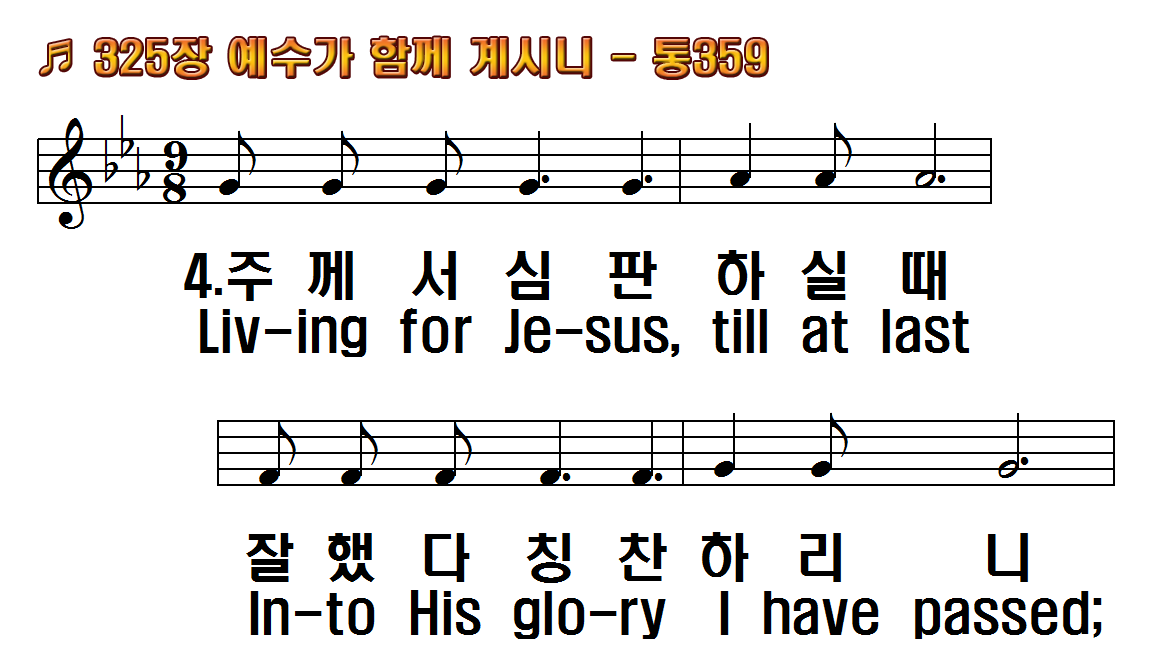 ♬ 325장 예수가 함께 계시니 - 통359
9
8
4.주 께 서 심 판 하 실 때
Liv-ing for Je-sus, till at last
잘 했 다 칭 찬 하 리 니
In-to His glo-ry I have passed;